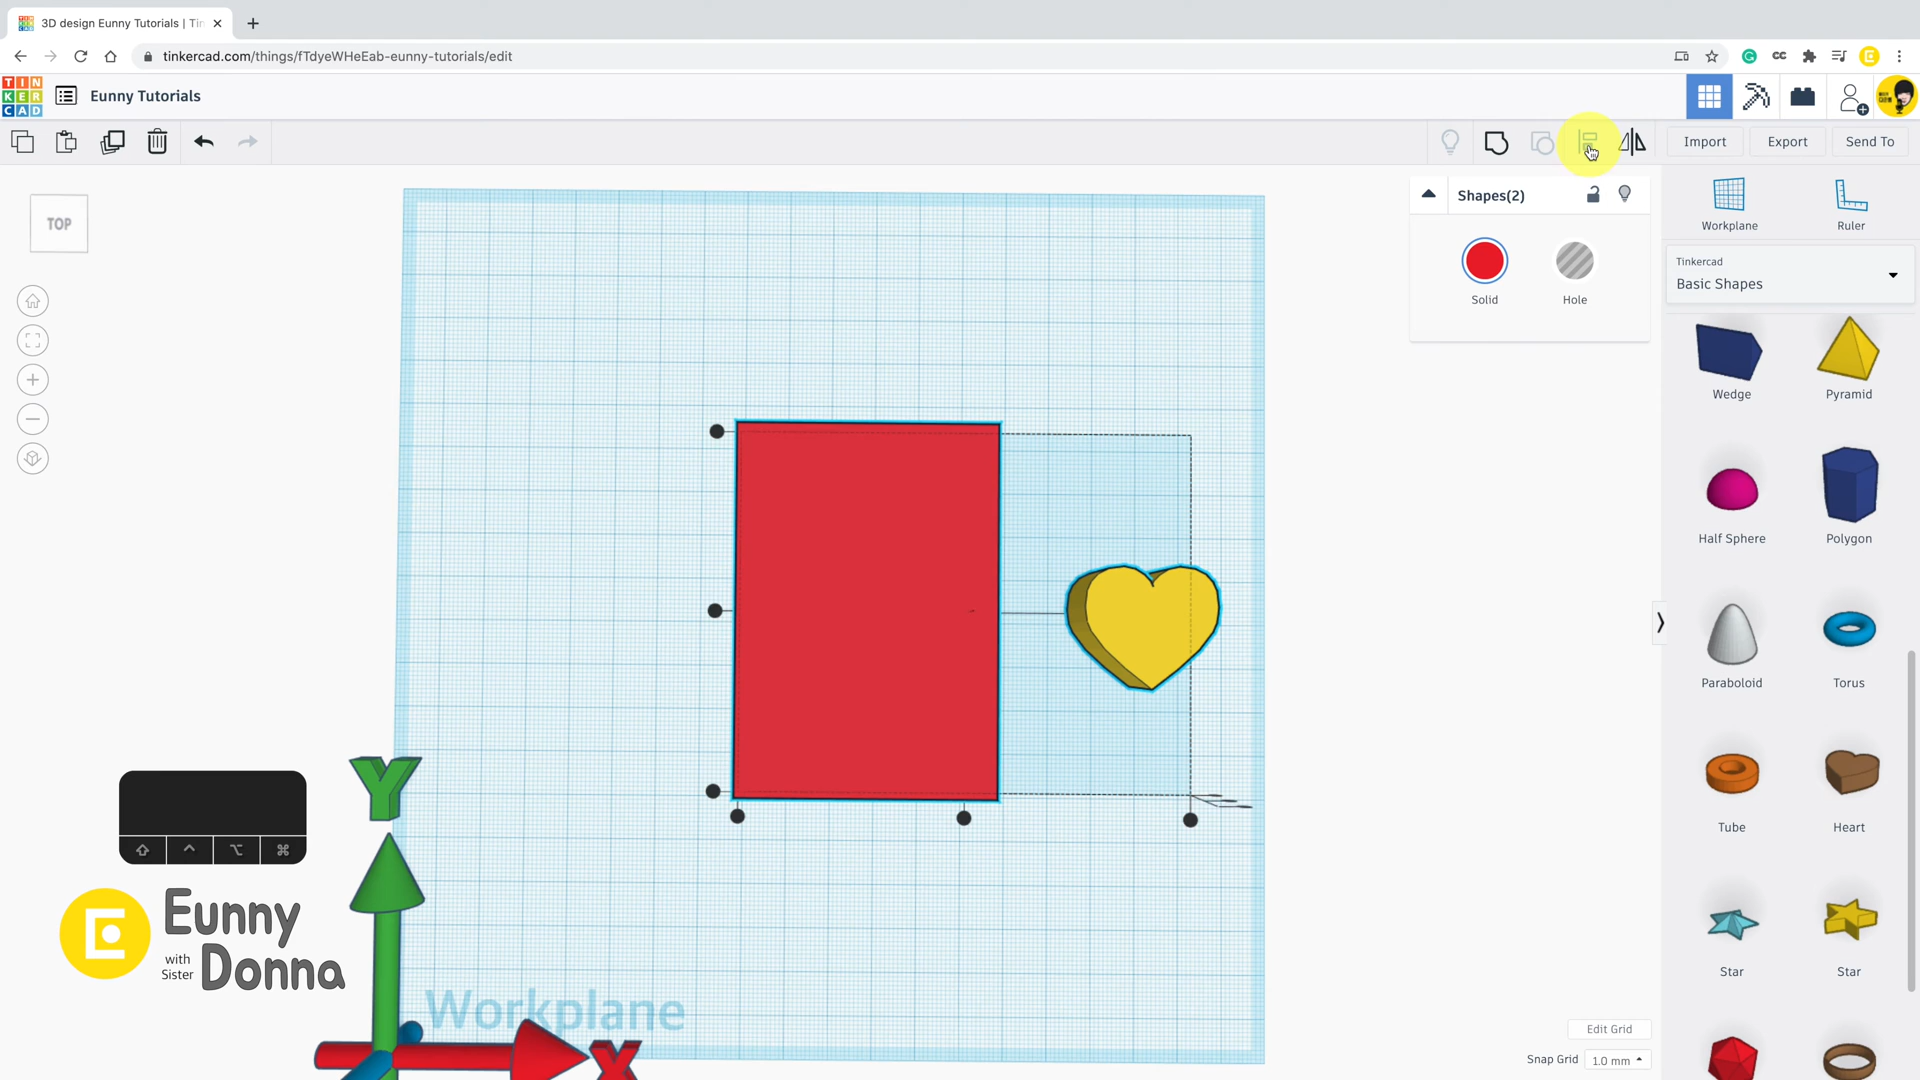 3D design Eunny Tutorials | Tin
tinkercad.com/things/fTdyeWHeEab-eunny-tutorials/edit
CC
TIN
KER
CAD
Eunny Tutorials
Import
Export
Send To
TOP
Shapes(2)
Solid
Hole
Workplane
Ruler
Tinkercad
Basic Shapes
Wedge
Pyramid
Half Sphere
Polygon
Paraboloid
Torus
Tube
Heart
Star
Star
Y
X
Workplane
Eunny
with
Sister
Donna
Edit Grid
Snap Grid
1.0 mm